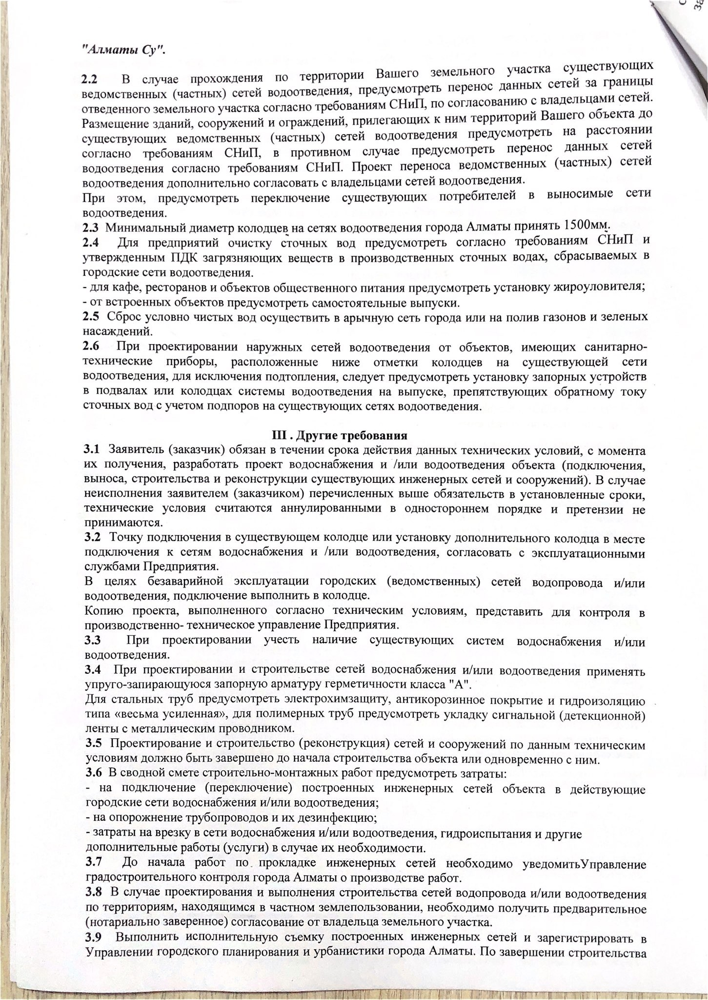 "Алматы Су".
2.2 В случае прохождения по территории Вашего земельного участка существующих
ведомственных (частных) сетей водоотведения, предусмотреть перенос данных сетей за границы
отведенного земельного участка согласно требованиям СНиП, по согласованию с владельцами сетей.
Размещение зданий, сооружений и ограждений, прилегающих к ним территорий Вашего объекта до
существующих ведомственных (частных) сетей водоотведения предусмотреть на расстоянии
согласно требованиям СНиП, в противном случае предусмотреть перенос данных сетей
водоотведения согласно требованиям СНиП. Проект переноса ведомственных (частных) сетей
водоотведения дополнительно согласовать с владельцами сетей водоотведения.
При этом, предусмотреть переключение существующих потребителей в выносимые сети
водоотведения.
2.3 Минимальный диаметр колодцев на сетях водоотведения города Алматы принять 1500мм.
2.4 Для предприятий очистку сточных вод предусмотреть согласно требованиям СНиП и
утвержденным ПДК загрязняющих веществ в производственных сточных водах, сбрасываемых в
городские сети водоотведения.
- для кафе, ресторанов и объектов общественного питания предусмотреть установку жироуловителя;
- от встроенных объектов предусмотреть самостоятельные выпуски.
2.5 Сброс условно чистых вод осуществить в арычную сеть города или на полив газонов и зеленых
насаждений.
2.6 При проектировании наружных сетей водоотведения от объектов, имеющих санитарно-
технические приборы, расположенные ниже отметки колодцев на существующей сети
водоотведения, для исключения подтопления, следует предусмотреть установку запорных устройств
в подвалах или колодцах системы водоотведения на выпуске, препятствующих обратному току
сточных вод с учетом подпоров на существующих сетях водоотведения.
III . Другие требования
3.1 Заявитель (заказчик) обязан в течении срока действия данных технических условий, с момента
их получения, разработать проект водоснабжения и /или водоотведения объекта (подключения,
выноса, строительства и реконструкции существующих инженерных сетей и сооружений). В случае
неисполнения заявителем (заказчиком) перечисленных выше обязательств в установленные сроки,
технические условия считаются аннулированными в одностороннем порядке и претензии не
принимаются.
3.2 Точку подключения в существующем колодце или установку дополнительного колодца в месте
подключения к сетям водоснабжения и /или водоотведения, согласовать с эксплуатационными
службами Предприятия.
В целях безаварийной эксплуатации городских (ведомственных) сетей водопровода и/или
водоотведения, подключение выполнить в колодце.
Копию проекта, выполненного согласно техническим условиям, представить для контроля в
производственно- техническое управление Предприятия.
3.3 При проектировании учесть наличие существующих систем водоснабжения и/или
водоотведения.
3.4 При проектировании и строительстве сетей водоснабжения и/или водоотведения применять
упруго-запирающуюся запорную арматуру герметичности класса "А".
Для стальных труб предусмотреть электрохимзащиту, антикорозинное покрытие и гидроизоляцию
типа «весьма усиленная», для полимерных труб предусмотреть укладку сигнальной (детекционной)
ленты с металлическим проводником.
3.5 Проектирование и строительство (реконструкция) сетей и сооружений по данным техническим
условиям должно быть завершено до начала строительства объекта или одновременно с ним.
3.6 В сводной смете строительно-монтажных работ предусмотреть затраты:
- на подключение (переключение) построенных инженерных сетей объекта в действующие
городские сети водоснабжения и/или водоотведения;
- на опорожнение трубопроводов и их дезинфекцию;
- затраты на врезку в сети водоснабжения и/или водоотведения, гидроиспытания и другие
дополнительные работы (услуги) в случае их необходимости.
3.7 До начала работ по прокладке инженерных сетей необходимо уведомитьУправление
градостроительного контроля города Алматы о производстве работ.
3.8 В случае проектирования и выполнения строительства сетей водопровода и/или водоотведения
по территориям, находящимся в частном землепользовании, необходимо получить предварительное
(нотариально заверенное) согласование от владельца земельного участка.
3.9 Выполнить исполнительную съемку построенных инженерных сетей и зарегистрировать в
Управлении городского планирования и урбанистики города Алматы. По завершении строительства